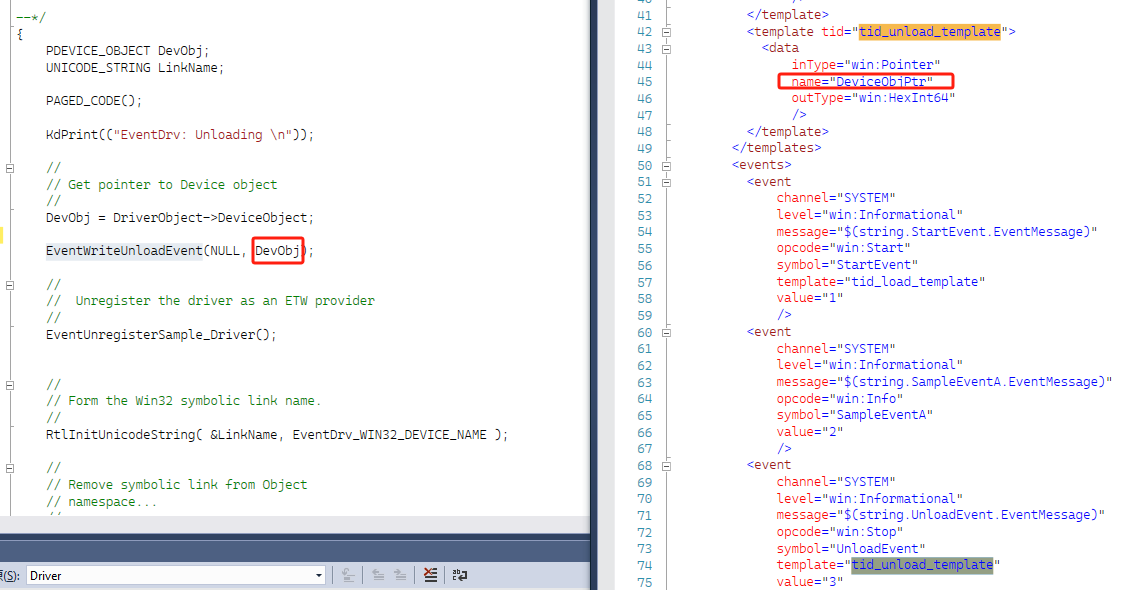 --*/
{
PDEVICE_OBJECT DevObj;
UNICODE_STRING LinkName;
PAGED_CODE();
KdPrint(("EventDrv: Unloading \n"));
//
// Get pointer to Device object
//
DevObj = DriverObject->DeviceObject;
EventWriteUnloadEvent(NULL, DevObj);
//
//  Unregister the driver as an ETW provider
//
EventUnregisterSample_Driver();
//
// Form the Win32 symbolic link name.
//
RtlInitUnicodeString( &LinkName, EventDrv_WIN32_DEVICE_NAME );
//
// Remove symbolic link from Object
// namespace...
(S): Driver
41 </template>
42 <template tid="tid_unload_template">
43 <data
44 inType="win:Pointer"
45 name="DeviceObjPtr"
46 outType="win:HexInt64"
47 />
48 </template>
49 </templates>
50 <events>
51 <event
52 channel="SYSTEM"
53 level="win:Informational"
54 message="$(string.StartEvent.EventMessage)"
55 opcode="win:Start"
56 symbol="StartEvent"
57 template="tid_load_template"
58 value="1"
59 />
60 <event
61 channel="SYSTEM"
62 level="win:Informational"
63 message="$(string.SampleEventA.EventMessage)"
64 opcode="win:Info"
65 symbol="SampleEventA"
66 value="2"
67 />
68 <event
69 channel="SYSTEM"
70 level="win:Informational"
71 message="$(string.UnloadEvent.EventMessage)"
72 opcode="win:Stop"
73 symbol="UnloadEvent"
74 template="tid_unload_template"
75 value="3"